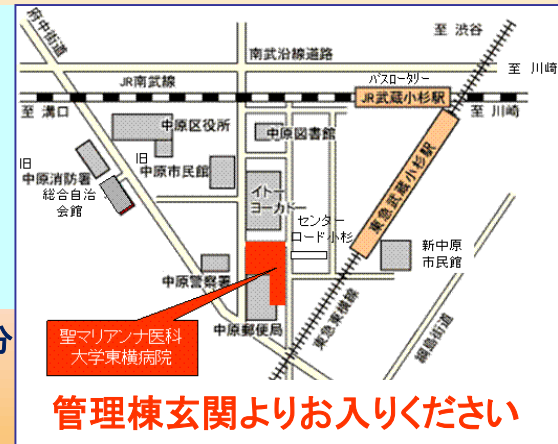 府中街道
至 渋谷
南武沿線道路
至 川崎
バスロータリー
JR南武線
JR武蔵小杉駅
至 溝口
至 川崎
中原区役所
中原図書館
東急武蔵小杉駅
旧
中原消防署
旧
中原市民館
総合自治
会館
イトー
ヨーカドー
センター
ロード小杉
新中原
市民館
中原警察署
東急東横線
綱島街道
中原郵便局
聖マリアンナ医科
大学東横病院
分
管理棟玄関よりお入りください